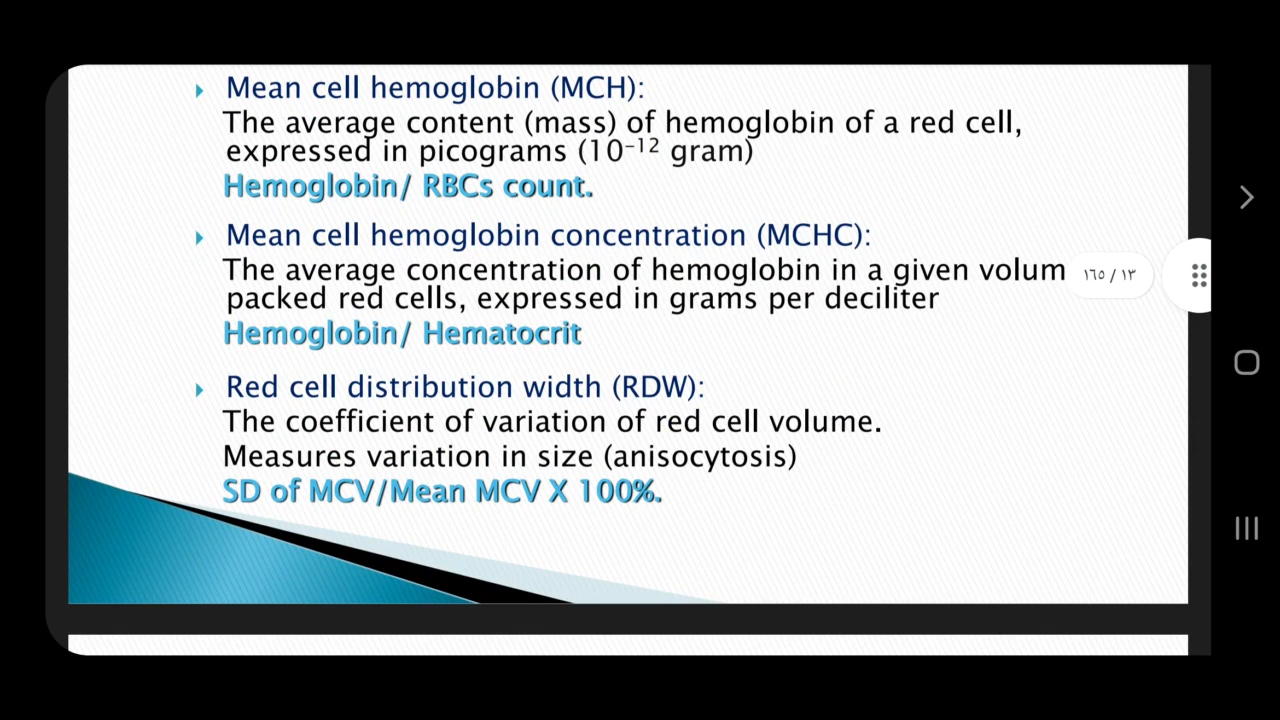 Mean cell hemoglobin (MCH):
The average content (mass) of hemoglobin of a red cell,
expressed in picograms (10⁻¹² gram)
Hemoglobin/ RBCs count.
Mean cell hemoglobin concentration (MCHC):
The average concentration of hemoglobin in a given volum
١٦٥ / ١٣
packed red cells, expressed in grams per deciliter
Hemoglobin/ Hematocrit
Red cell distribution width (RDW):
The coefficient of variation of red cell volume.
Measures variation in size (anisocytosis)
SD of MCV/Mean MCV X 100%.